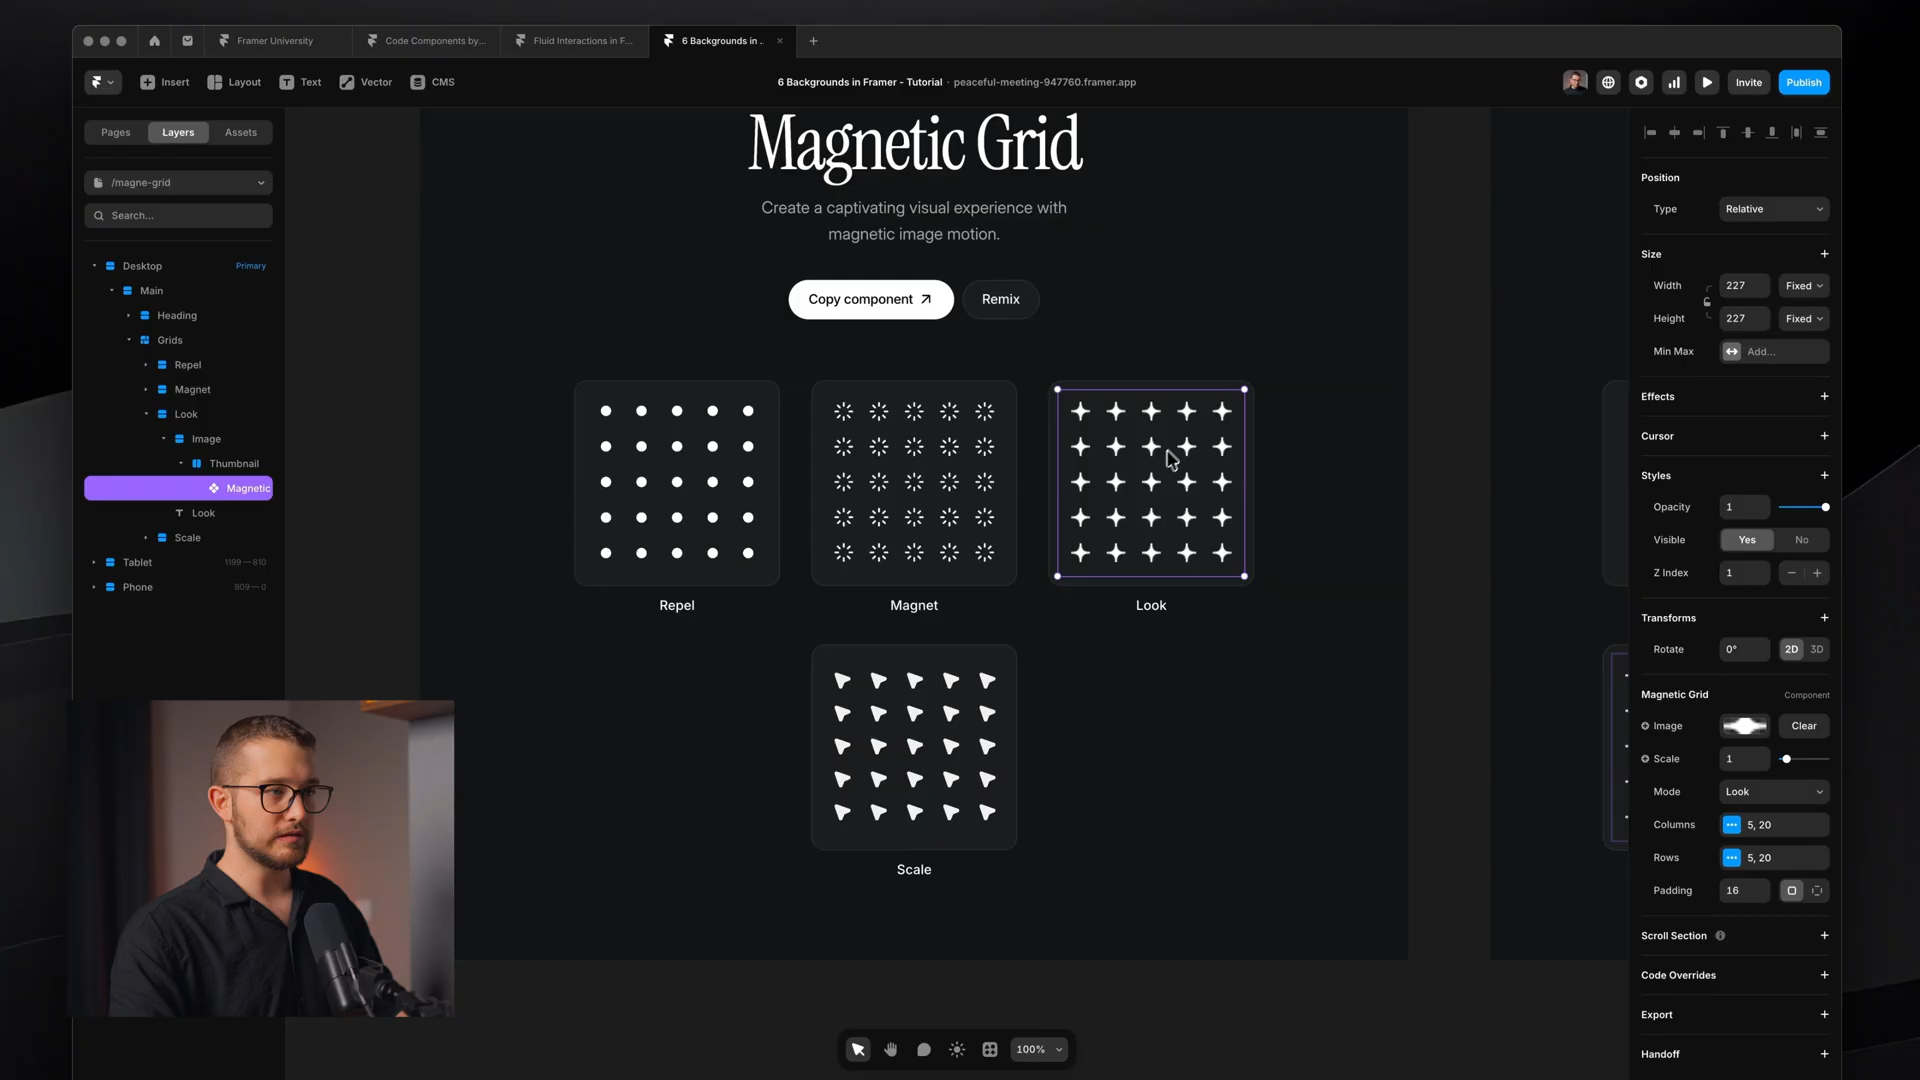 Framer University
Code Components by...
Fluid Interactions in F...
6 Backgrounds in ..
Insert
Layout
Text
Vector
CMS
6 Backgrounds in Framer - Tutorial · peaceful-meeting-947760.framer.app
Invite
Publish
Pages
Layers
Assets
/magne-grid
Search...
Desktop
Primary
Main
Heading
Grids
Repel
Magnet
Look
Image
Thumbnail
Magnetic
Look
Scale
Tablet
1199—810
Phone
809—0
Magnetic Grid
Create a captivating visual experience with
magnetic image motion.
Copy component
Remix
Repel
Magnet
Look
Scale
100%
Position
Type
Relative
Size
Width
227
Fixed
Height
227
Fixed
Min Max
Add...
Effects
Cursor
Styles
Opacity
1
Visible
Yes
No
Z Index
1
Transforms
Rotate
0°
2D
3D
Magnetic Grid
Component
Image
Clear
Scale
1
Mode
Look
Columns
5, 20
Rows
5, 20
Padding
16
Scroll Section
Code Overrides
Export
Handoff